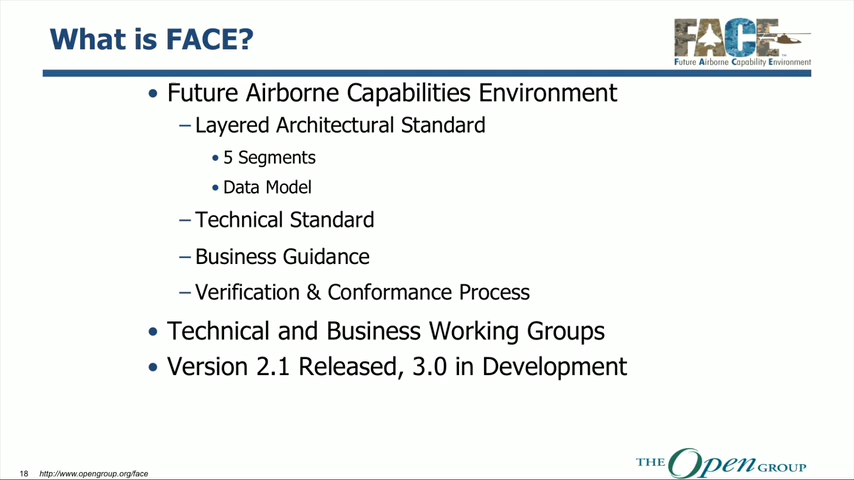 What is FACE?
FACE
Future Airborne Capability Environment
• Future Airborne Capabilities Environment
– Layered Architectural Standard
• 5 Segments
• Data Model
– Technical Standard
– Business Guidance
– Verification & Conformance Process
• Technical and Business Working Groups
• Version 2.1 Released, 3.0 in Development
18 http://www.opengroup.org/face
THE Open GROUP